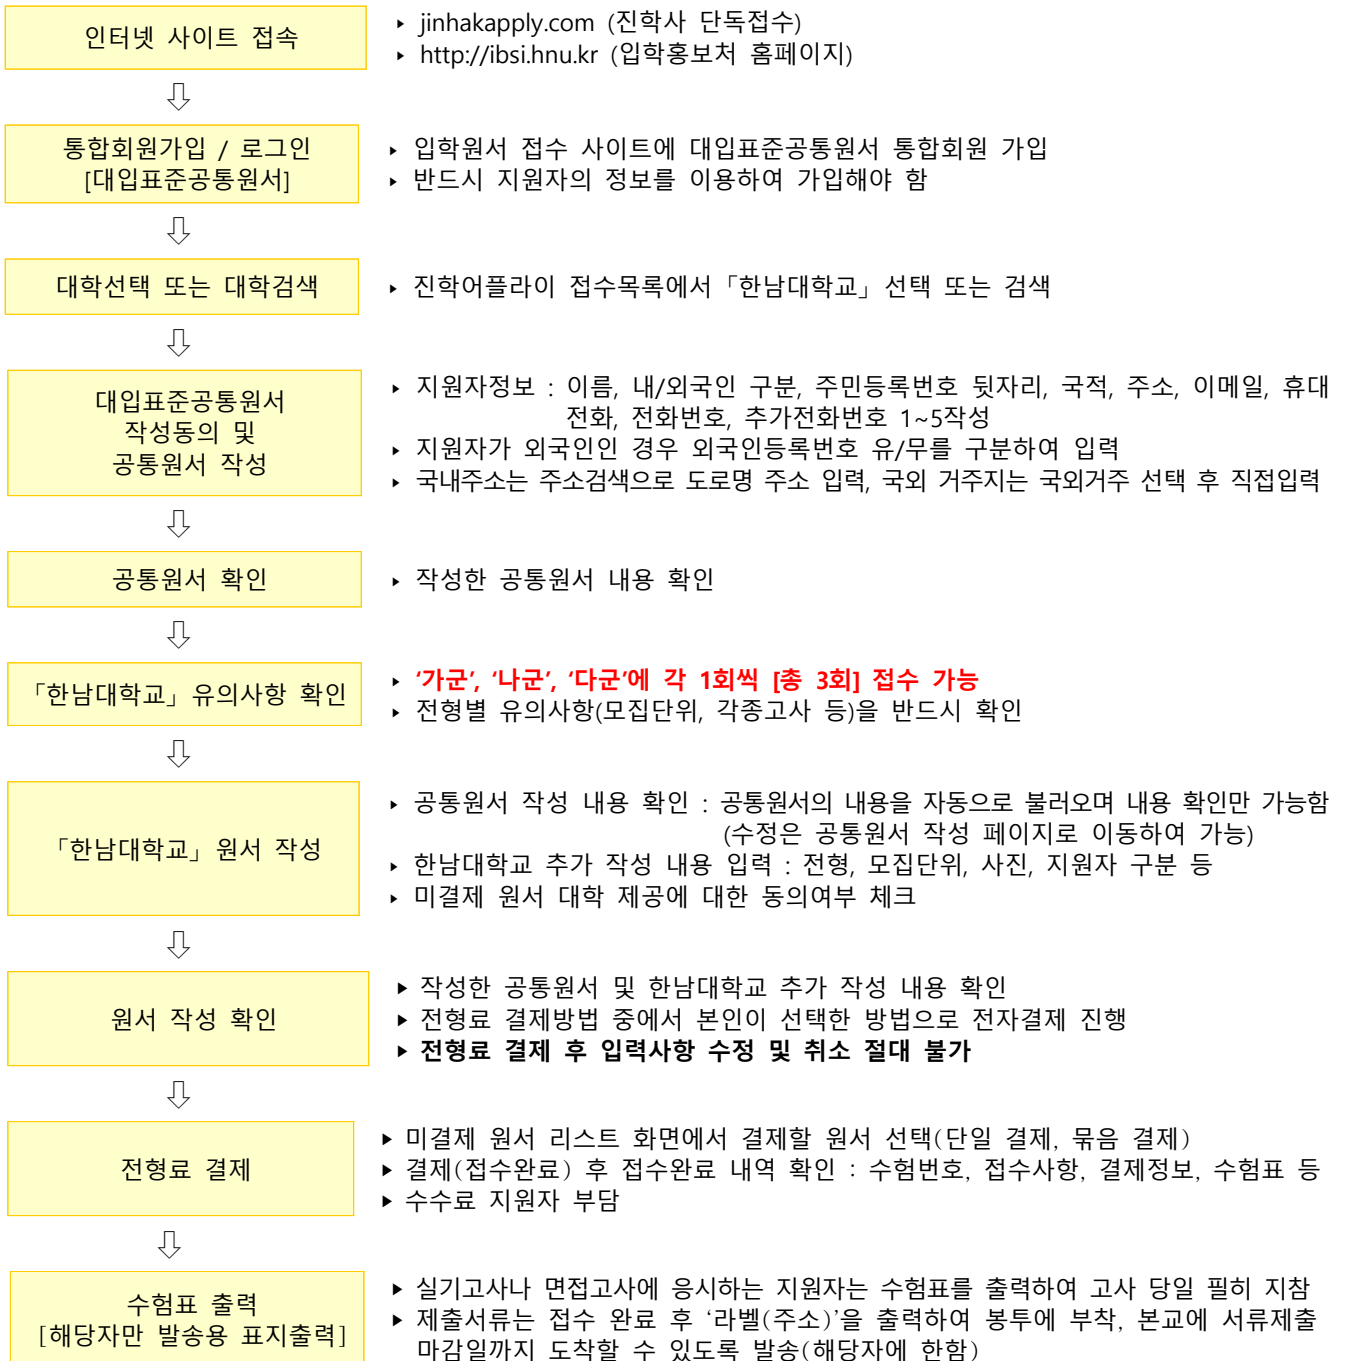 인터넷 사이트 접속
▸ jinhakapply.com (진학사 단독접수)
▸ http://ibsi.hnu.kr (입학홍보처 홈페이지)
통합회원가입 / 로그인
[대입표준공통원서]
▸ 입학원서 접수 사이트에 대입표준공통원서 통합회원 가입
▸ 반드시 지원자의 정보를 이용하여 가입해야 함
대학선택 또는 대학검색
▸ 진학어플라이 접수목록에서「한남대학교」선택 또는 검색
대입표준공통원서
작성동의 및
공통원서 작성
▸ 지원자정보 : 이름, 내/외국인 구분, 주민등록번호 뒷자리, 국적, 주소, 이메일, 휴대
전화, 전화번호, 추가전화번호 1~5작성
▸ 지원자가 외국인인 경우 외국인등록번호 유/무를 구분하여 입력
▸ 국내주소는 주소검색으로 도로명 주소 입력, 국외 거주지는 국외거주 선택 후 직접입력
공통원서 확인
▸ 작성한 공통원서 내용 확인
「한남대학교」유의사항 확인
▸ ‘가군’, ‘나군’, ‘다군’에 각 1회씩 [총 3회] 접수 가능
▸ 전형별 유의사항(모집단위, 각종고사 등)을 반드시 확인
「한남대학교」원서 작성
▸ 공통원서 작성 내용 확인 : 공통원서의 내용을 자동으로 불러오며 내용 확인만 가능함
(수정은 공통원서 작성 페이지로 이동하여 가능)
▸ 한남대학교 추가 작성 내용 입력 : 전형, 모집단위, 사진, 지원자 구분 등
▸ 미결제 원서 대학 제공에 대한 동의여부 체크
원서 작성 확인
▶ 작성한 공통원서 및 한남대학교 추가 작성 내용 확인
▶ 전형료 결제방법 중에서 본인이 선택한 방법으로 전자결제 진행
▶ 전형료 결제 후 입력사항 수정 및 취소 절대 불가
전형료 결제
▶ 미결제 원서 리스트 화면에서 결제할 원서 선택(단일 결제, 묶음 결제)
▶ 결제(접수완료) 후 접수완료 내역 확인 : 수험번호, 접수사항, 결제정보, 수험표 등
▶ 수수료 지원자 부담
수험표 출력
[해당자만 발송용 표지출력]
▶ 실기고사나 면접고사에 응시하는 지원자는 수험표를 출력하여 고사 당일 필히 지참
▶ 제출서류는 접수 완료 후 ‘라벨(주소)’을 출력하여 봉투에 부착, 본교에 서류제출
마감일까지 도착할 수 있도록 발송(해당자에 한함)